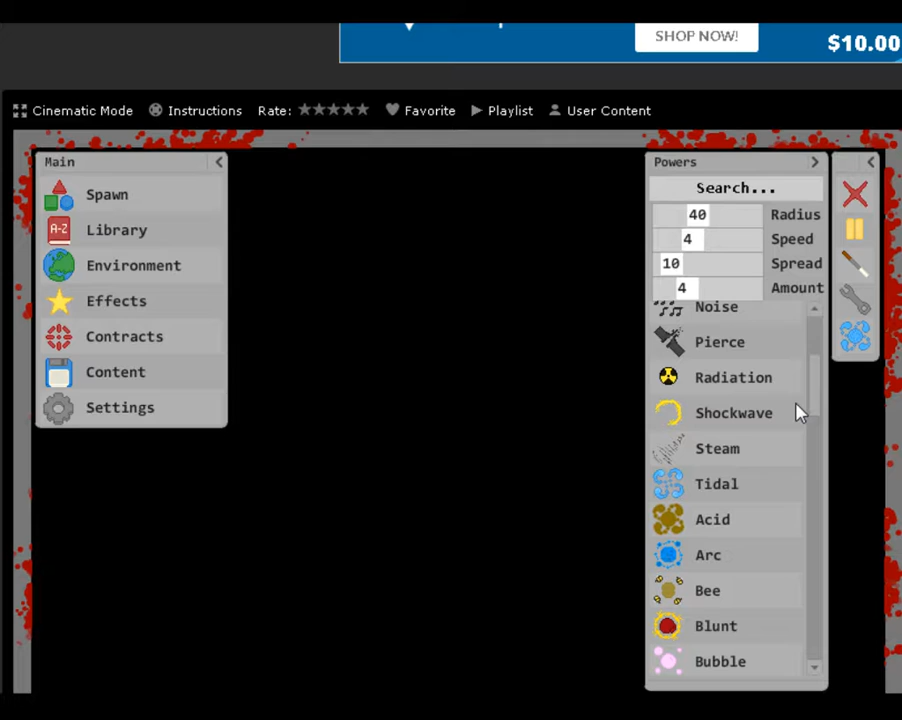 SHOP NOW!
$10.00
Cinematic Mode Instructions Rate: Favorite Playlist User Content
Main
Spawn
A-Z Library
Environment
Effects
Contracts
Content
Settings
Powers
Search...
40 Radius
4 Speed
10 Spread
4 Amount
Noise
Pierce
Radiation
Shockwave
Steam
Tidal
Acid
Arc
Bee
Blunt
Bubble